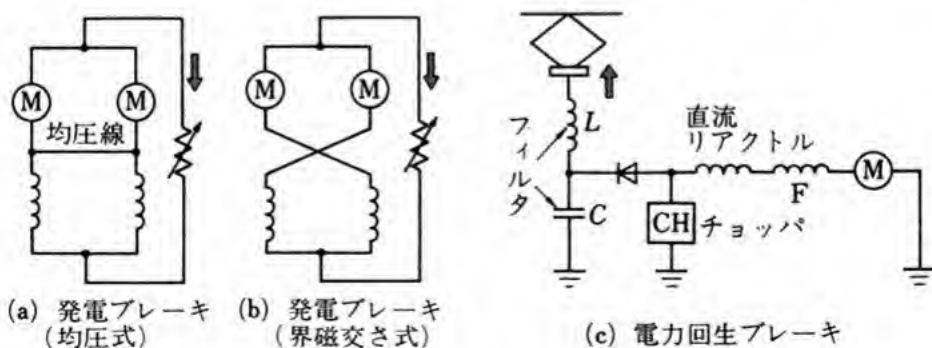 M
M
均圧線
(a) 発電ブレーキ
(均圧式)
M
M
(b) 発電ブレーキ
(界磁交さ式)
フィルタ
L
C
直流
リアクトル
F
M
CH チョッパ
(c) 電力回生ブレーキ